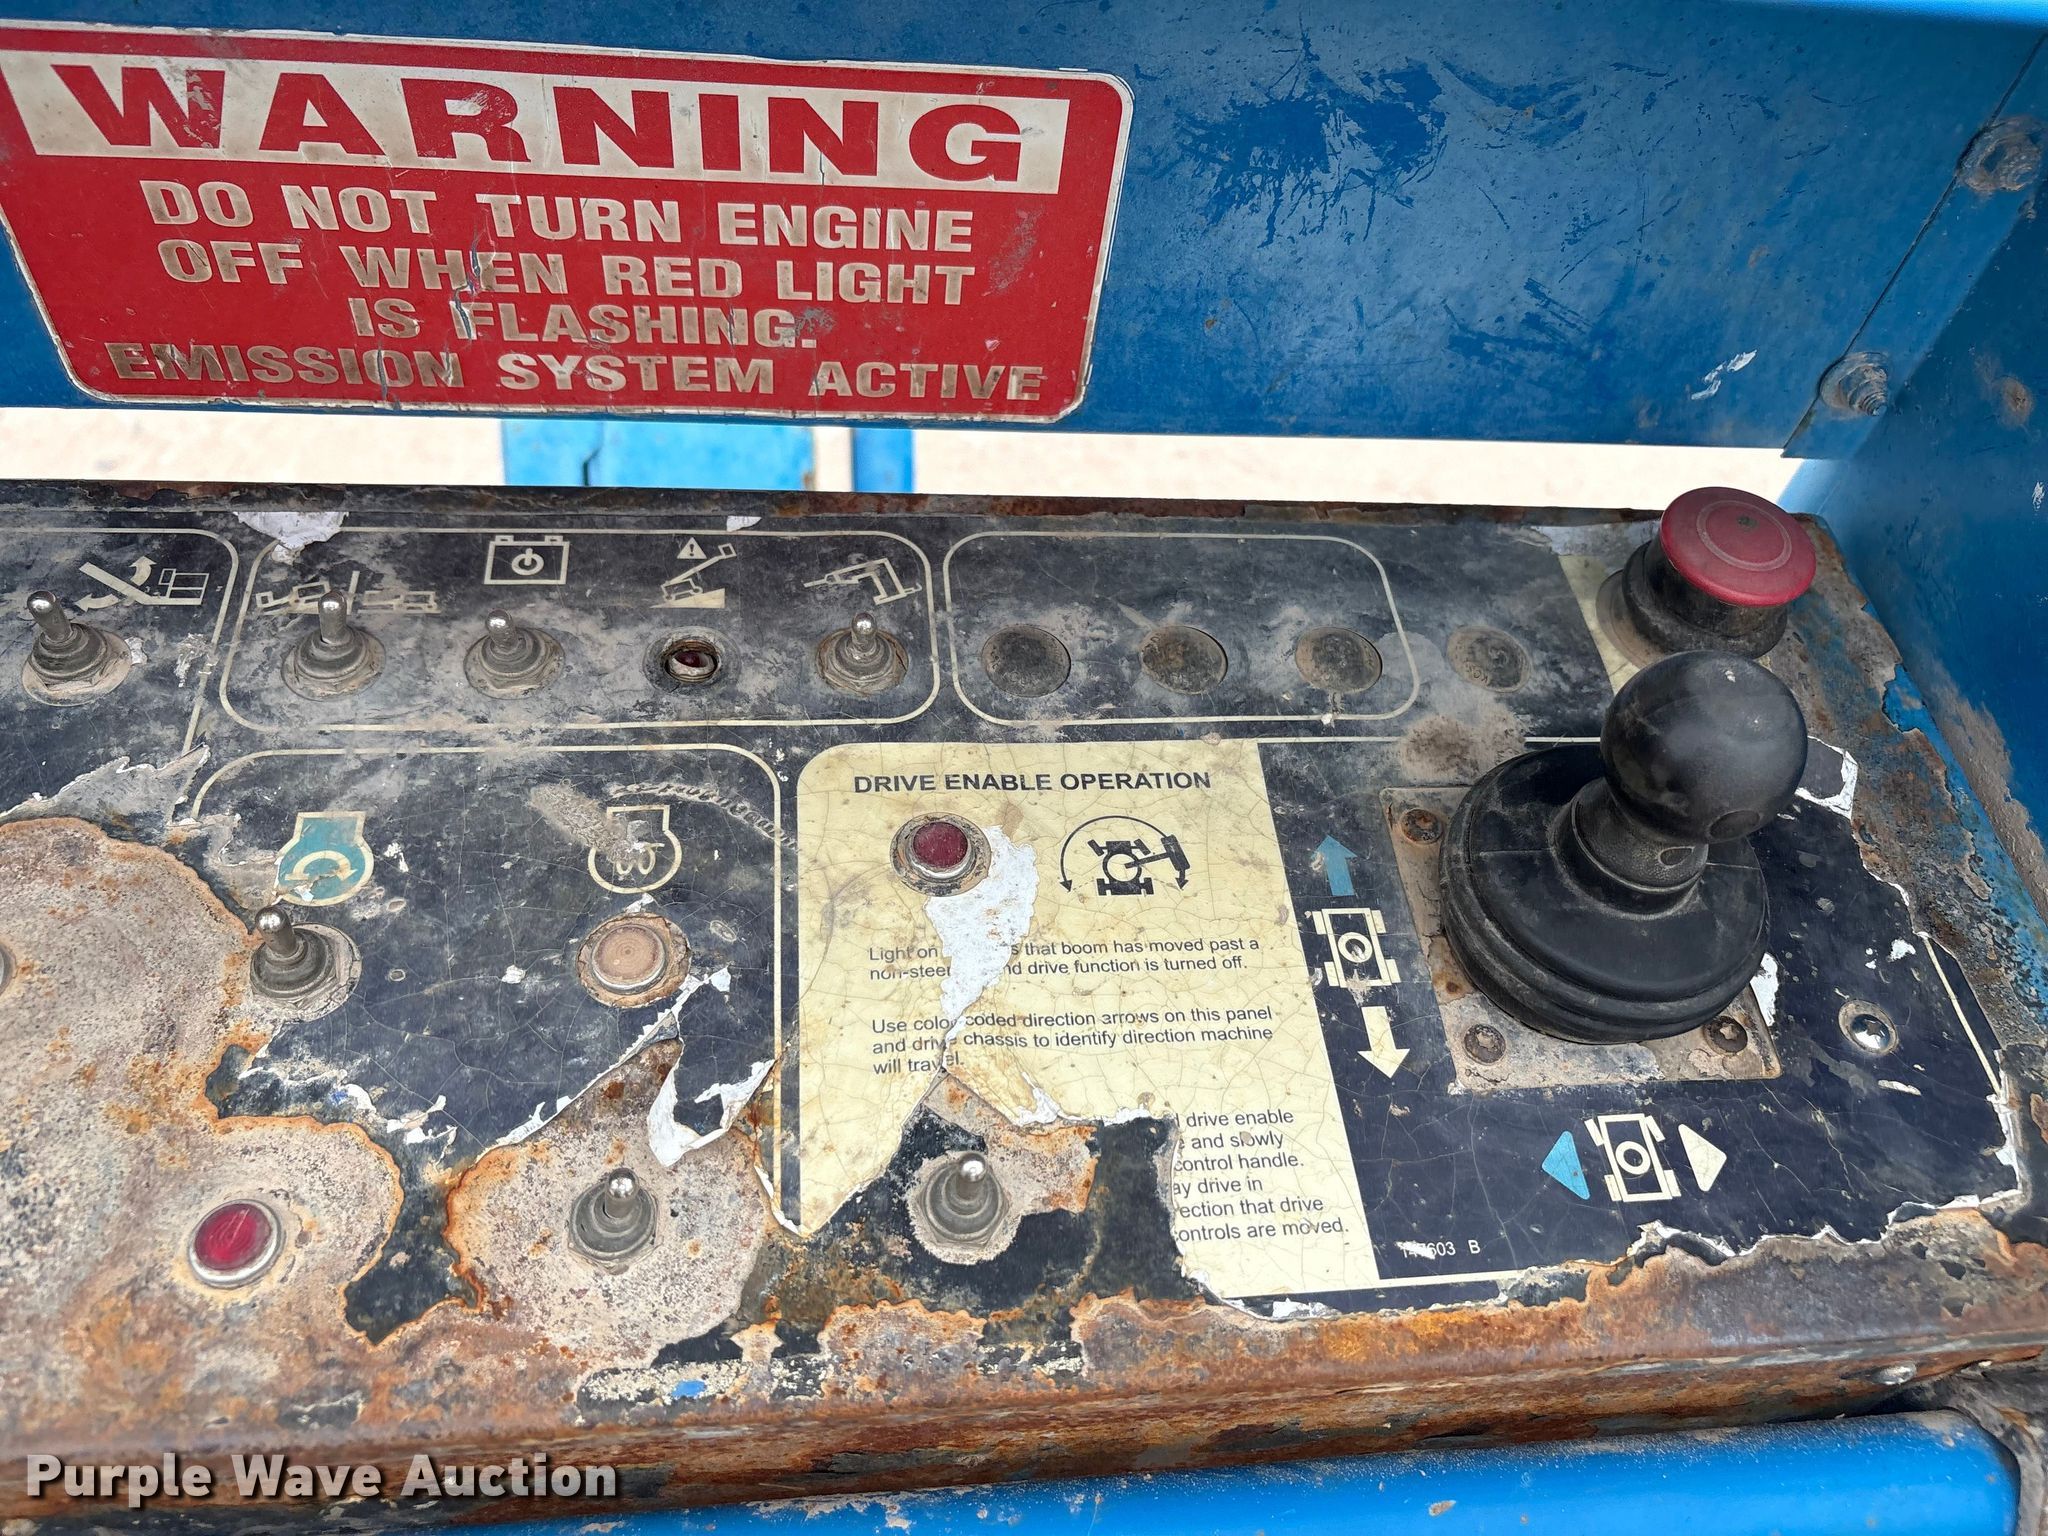 WARNING
DO NOT TURN ENGINE
OFF WHEN RED LIGHT
IS FLASHING.
EMISSION SYSTEM ACTIVE
DRIVE ENABLE OPERATION
Light on that boom has moved past a
drive function is turned off.
Use color coded direction arrows on this panel
and drive chassis to identify direction machine
will travel.
drive enable
and slowly
control handle.
drive in
that drive
controls are moved.
B
Purple Wave Auction